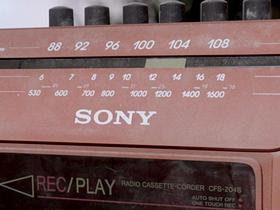 88 92 96 100 104 108
6 7 8 10 12 14 16 18
530 600 700 800 1000 1200 1400 1600
SONY
REC/PLAY RADIO CASSETTE-CORDER CFS-204S
AUTO SHUT OFF
ONE TOUCH REC